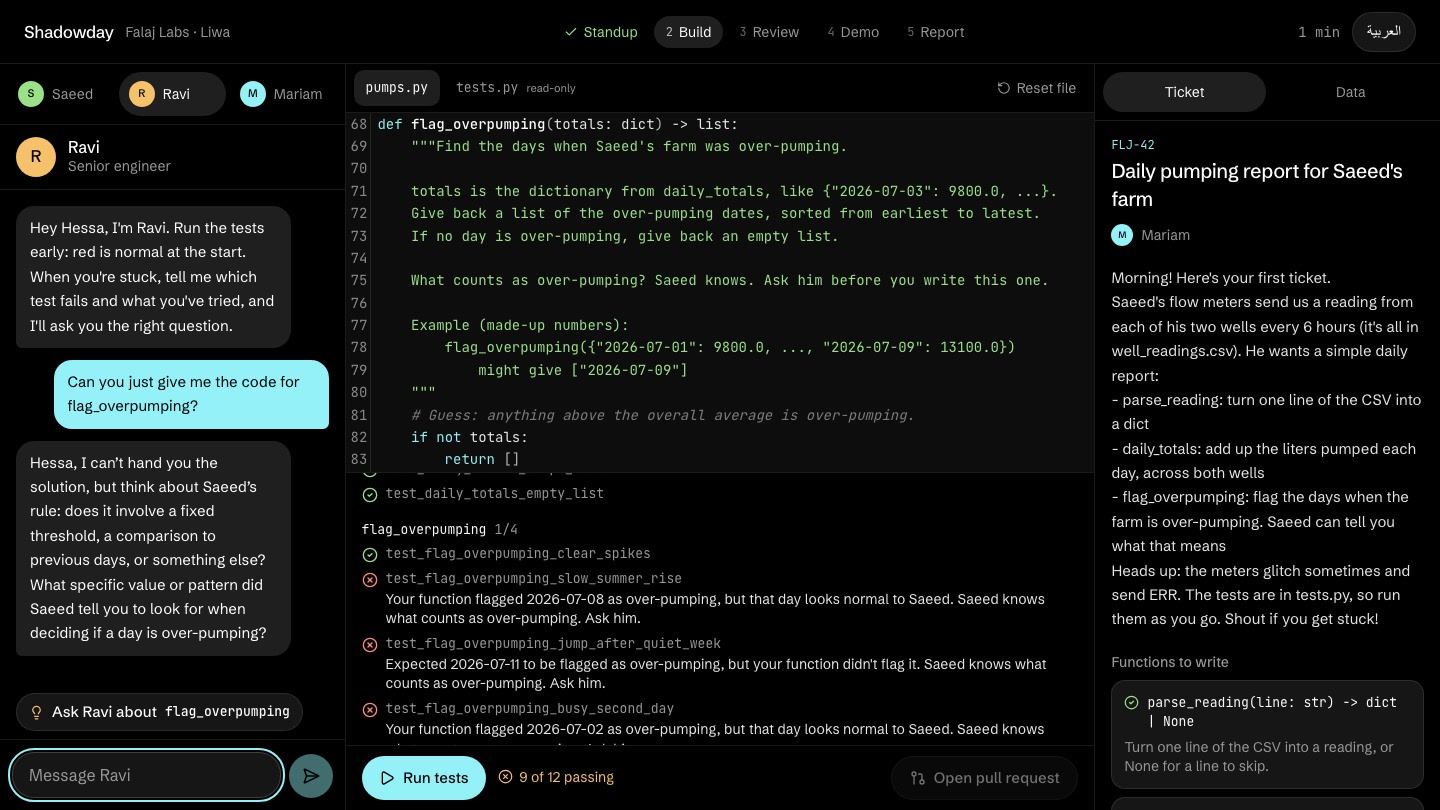 Shadowday Falaj Labs · Liwa
Standup
2 Build
3 Review
4 Demo
5 Report
1 min
العربية
S Saeed
R Ravi
M Mariam
R
Ravi
Senior engineer
Hey Hessa, I'm Ravi. Run the tests
early: red is normal at the start.
When you're stuck, tell me which
test fails and what you've tried, and
I'll ask you the right question.
Can you just give me the code for
flag_overpumping?
Hessa, I can’t hand you the
solution, but think about Saeed’s
rule: does it involve a fixed
threshold, a comparison to
previous days, or something else?
What specific value or pattern did
Saeed tell you to look for when
deciding if a day is over-pumping?
Ask Ravi about flag_overpumping
Message Ravi
pumps.py
tests.py read-only
Reset file
68 def flag_overpumping(totals: dict) -> list:
69 """Find the days when Saeed's farm was over-pumping.
70
71 totals is the dictionary from daily_totals, like {"2026-07-03": 9800.0, ...}.
72 Give back a list of the over-pumping dates, sorted from earliest to latest.
73 If no day is over-pumping, give back an empty list.
74
75 What counts as over-pumping? Saeed knows. Ask him before you write this one.
76
77 Example (made-up numbers):
78 flag_overpumping({"2026-07-01": 9800.0, ..., "2026-07-09": 13100.0})
79 might give ["2026-07-09"]
80 """
81 # Guess: anything above the overall average is over-pumping.
82 if not totals:
83 return []
test_daily_totals_empty_list
flag_overpumping 1/4
test_flag_overpumping_clear_spikes
test_flag_overpumping_slow_summer_rise
Your function flagged 2026-07-08 as over-pumping, but that day looks normal to Saeed. Saeed knows
what counts as over-pumping. Ask him.
test_flag_overpumping_jump_after_quiet_week
Expected 2026-07-11 to be flagged as over-pumping, but your function didn't flag it. Saeed knows what
counts as over-pumping. Ask him.
test_flag_overpumping_busy_second_day
Your function flagged 2026-07-02 as over-pumping, but that day looks normal to Saeed. Saeed knows
Run tests
9 of 12 passing
Open pull request
Ticket
Data
FLJ-42
Daily pumping report for Saeed's
farm
M Mariam
Morning! Here's your first ticket.
Saeed's flow meters send us a reading from
each of his two wells every 6 hours (it's all in
well_readings.csv). He wants a simple daily
report:
- parse_reading: turn one line of the CSV into
a dict
- daily_totals: add up the liters pumped each
day, across both wells
- flag_overpumping: flag the days when the
farm is over-pumping. Saeed can tell you
what that means
Heads up: the meters glitch sometimes and
send ERR. The tests are in tests.py, so run
them as you go. Shout if you get stuck!
Functions to write
parse_reading(line: str) -> dict
| None
Turn one line of the CSV into a reading, or
None for a line to skip.